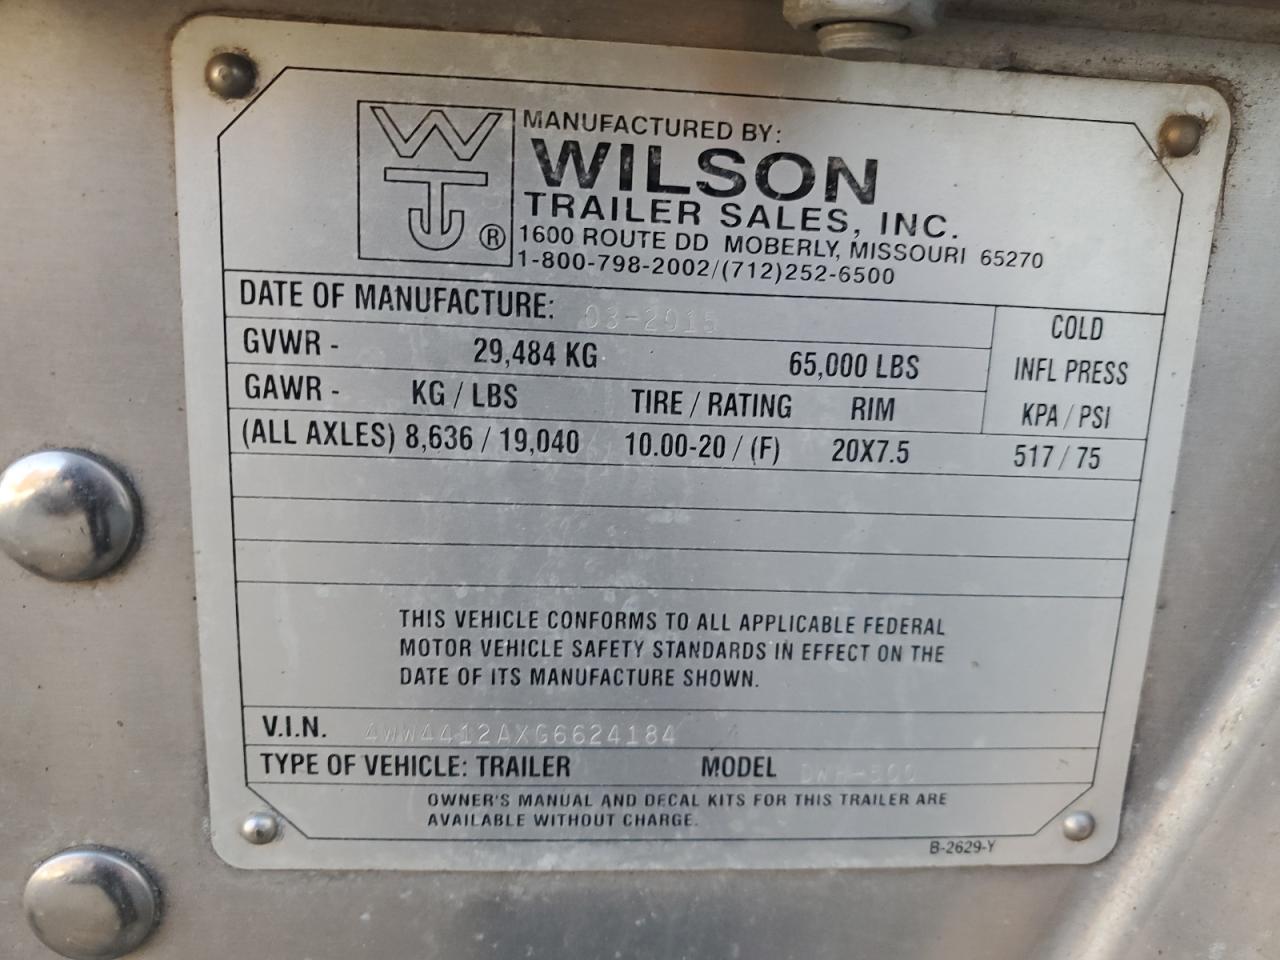 MANUFACTURED BY:
WILSON
TRAILER SALES, INC.
1600 ROUTE DD MOBERLY, MISSOURI 65270
1-800-798-2002/(712)252-6500
WTJ ®
DATE OF MANUFACTURE: 03-2015
GVWR - 29,484 KG 65,000 LBS
COLD
INFL PRESS
KPA / PSI
GAWR - KG / LBS TIRE / RATING RIM
(ALL AXLES) 8,636 / 19,040 10.00-20 / (F) 20X7.5 517 / 75
THIS VEHICLE CONFORMS TO ALL APPLICABLE FEDERAL
MOTOR VEHICLE SAFETY STANDARDS IN EFFECT ON THE
DATE OF ITS MANUFACTURE SHOWN.
V.I.N. 4WW4412AXG6624184
TYPE OF VEHICLE: TRAILER MODEL
OWNER'S MANUAL AND DECAL KITS FOR THIS TRAILER ARE
AVAILABLE WITHOUT CHARGE.
B-2629-Y